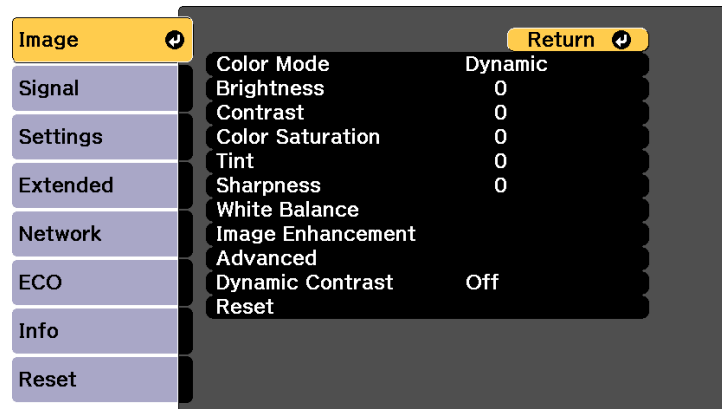 Image
Signal
Settings
Extended
Network
ECO
Info
Reset
Return
Color Mode Dynamic
Brightness 0
Contrast 0
Color Saturation 0
Tint 0
Sharpness 0
White Balance
Image Enhancement
Advanced
Dynamic Contrast Off
Reset